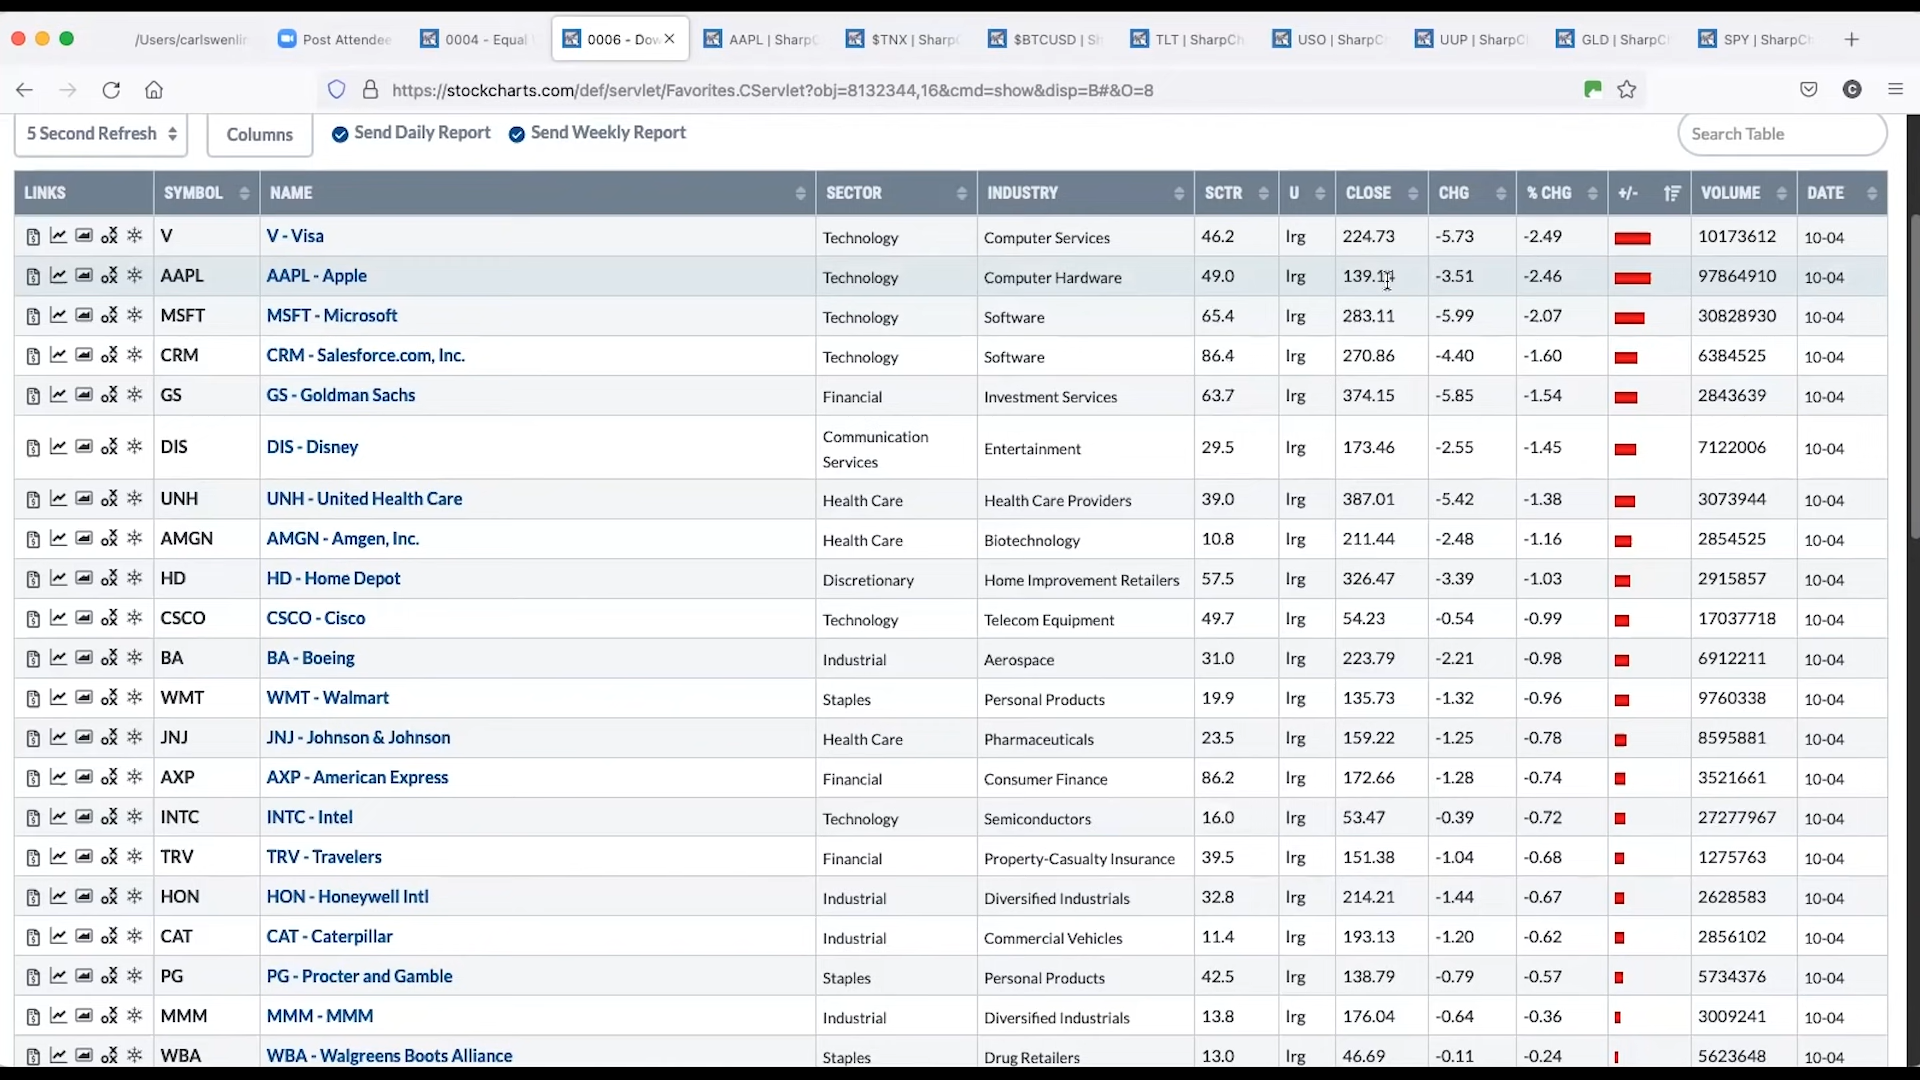 /Users/carlswenlin
Post Attendee
0004 - Equal
0006 - Dow
AAPL | SharpC
$TNX | SharpC
$BTCUSD | S
TLT | SharpCh
USO | SharpC
UUP | SharpC
GLD | SharpC
SPY | SharpCh
https://stockcharts.com/def/servlet/Favorites.CServlet?obj=8132344,16&cmd=show&disp=B#&O=8
C
5 Second Refresh
Columns
Send Daily Report
Send Weekly Report
Search Table
LINKS SYMBOL NAME SECTOR INDUSTRY SCTR U CLOSE CHG % CHG +/- VOLUME DATE
V V - Visa Technology Computer Services 46.2 lrg 224.73 -5.73 -2.49 10173612 10-04
AAPL AAPL - Apple Technology Computer Hardware 49.0 lrg 139.14 -3.51 -2.46 97864910 10-04
MSFT MSFT - Microsoft Technology Software 65.4 lrg 283.11 -5.99 -2.07 30828930 10-04
CRM CRM - Salesforce.com, Inc. Technology Software 86.4 lrg 270.86 -4.40 -1.60 6384525 10-04
GS GS - Goldman Sachs Financial Investment Services 63.7 lrg 374.15 -5.85 -1.54 2843639 10-04
DIS DIS - Disney Communication Services Entertainment 29.5 lrg 173.46 -2.55 -1.45 7122006 10-04
UNH UNH - United Health Care Health Care Health Care Providers 39.0 lrg 387.01 -5.42 -1.38 3073944 10-04
AMGN AMGN - Amgen, Inc. Health Care Biotechnology 10.8 lrg 211.44 -2.48 -1.16 2854525 10-04
HD HD - Home Depot Discretionary Home Improvement Retailers 57.5 lrg 326.47 -3.39 -1.03 2915857 10-04
CSCO CSCO - Cisco Technology Telecom Equipment 49.7 lrg 54.23 -0.54 -0.99 17037718 10-04
BA BA - Boeing Industrial Aerospace 31.0 lrg 223.79 -2.21 -0.98 6912211 10-04
WMT WMT - Walmart Staples Personal Products 19.9 lrg 135.73 -1.32 -0.96 9760338 10-04
JNJ JNJ - Johnson & Johnson Health Care Pharmaceuticals 23.5 lrg 159.22 -1.25 -0.78 8595881 10-04
AXP AXP - American Express Financial Consumer Finance 86.2 lrg 172.66 -1.28 -0.74 3521661 10-04
INTC INTC - Intel Technology Semiconductors 16.0 lrg 53.47 -0.39 -0.72 27277967 10-04
TRV TRV - Travelers Financial Property-Casualty Insurance 39.5 lrg 151.38 -1.04 -0.68 1275763 10-04
HON HON - Honeywell Intl Industrial Diversified Industrials 32.8 lrg 214.21 -1.44 -0.67 2628583 10-04
CAT CAT - Caterpillar Industrial Commercial Vehicles 11.4 lrg 193.13 -1.20 -0.62 2856102 10-04
PG PG - Procter and Gamble Staples Personal Products 42.5 lrg 138.79 -0.79 -0.57 5734376 10-04
MMM MMM - MMM Industrial Diversified Industrials 13.8 lrg 176.04 -0.64 -0.36 3009241 10-04
WBA WBA - Walgreens Boots Alliance Staples Drug Retailers 13.0 lrg 46.69 -0.11 -0.24 5623648 10-04